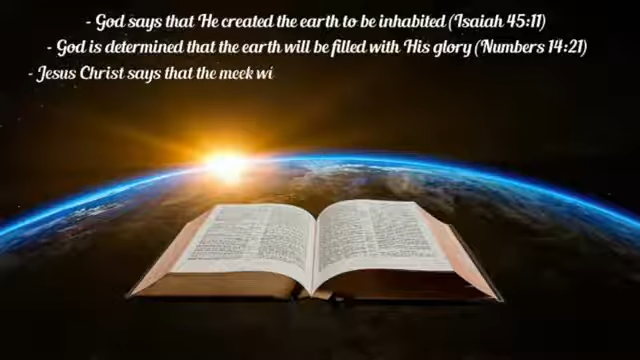 - God says that He created the earth to be inhabited (Isaiah 45:11)
- God is determined that the earth will be filled with His glory (Numbers 14:21)
- Jesus Christ says that the meek wi